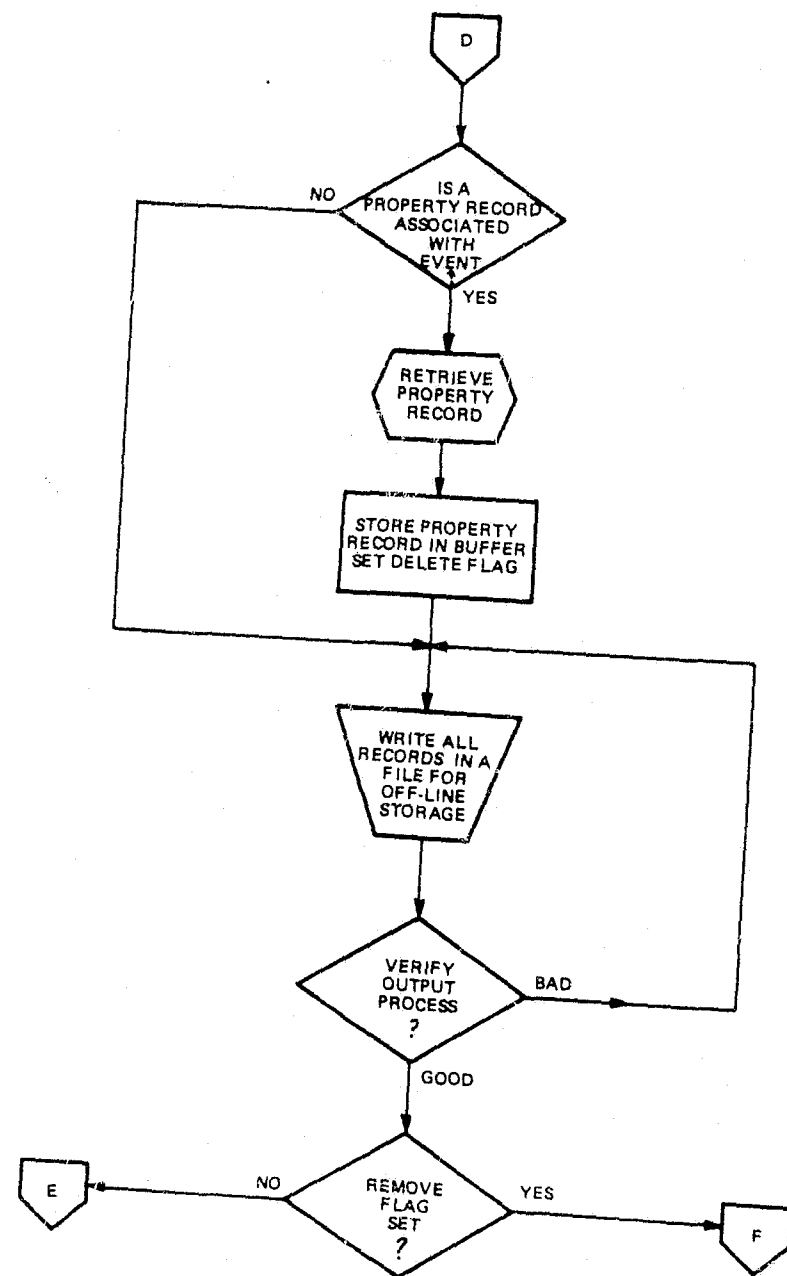 D
NO
IS A
PROPERTY RECORD
ASSOCIATED
WITH
EVENT
YES
RETRIEVE
PROPERTY
RECORD
STORE PROPERTY
RECORD IN BUFFER
SET DELETE FLAG
WRITE ALL
RECORDS IN A
FILE FOR
OFF-LINE
STORAGE
VERIFY
OUTPUT
PROCESS
?
BAD
GOOD
E
NO
REMOVE
FLAG
SET
?
YES
F